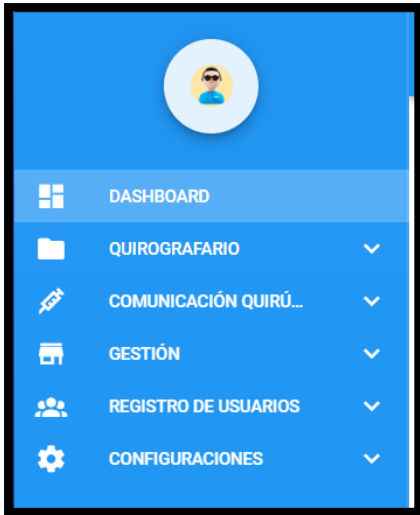 DASHBOARD
QUIROGRAFARIO
COMUNICACIÓN QUIRÚ...
GESTIÓN
REGISTRO DE USUARIOS
CONFIGURACIONES